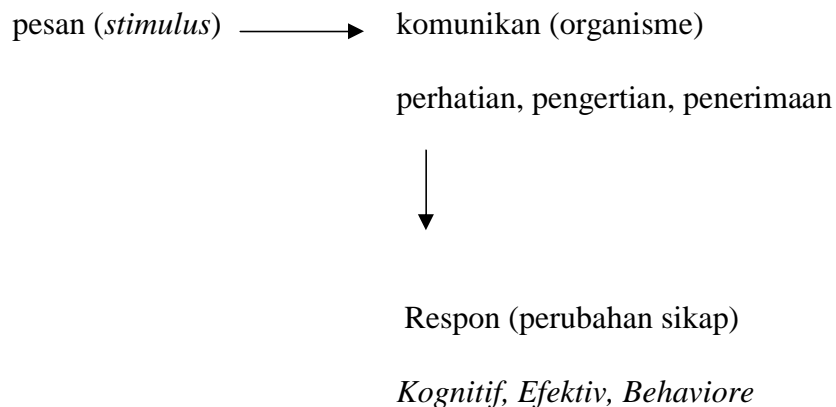 pesan (stimulus) komunikan (organisme)
perhatian, pengertian, penerimaan
Respon (perubahan sikap)
Kognitif, Efektiv, Behaviore